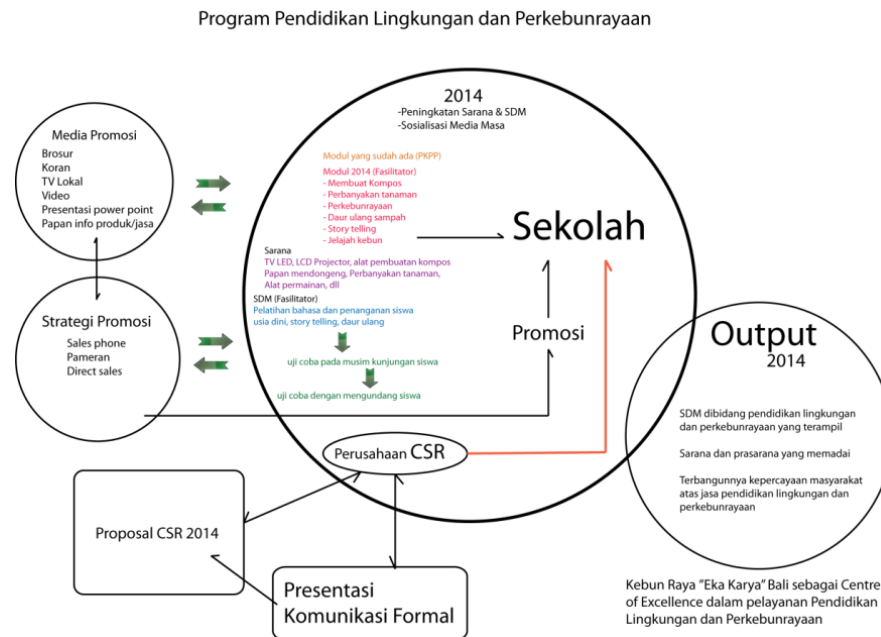 Program Pendidikan Lingkungan dan Perkebunrayaan
Media Promosi
Brosur
Koran
TV Lokal
Video
Presentasi power point
Papan info produk/jasa
Strategi Promosi
Sales phone
Pameran
Direct sales
2014
-Peningkatan Sarana & SDM
-Sosialisasi Media Masa
Modul yang sudah ada (PKPP)
Modul 2014 (Fasilitator)
- Membuat Kompos
- Perbanyakan tanaman
- Perkebunrayaan
- Daur ulang sampah
- Story telling
- Jelajah kebun
Sekolah
Sarana
TV LED, LCD Projector, alat pembuatan kompos
Papan mendongeng, Perbanyakan tanaman,
Alat permainan, dll
SDM (Fasilitator)
Pelatihan bahasa dan penanganan siswa
usia dini, story telling, daur ulang
uji coba pada musim kunjungan siswa
uji coba dengan mengundang siswa
Promosi
Perusahaan CSR
Proposal CSR 2014
Presentasi
Komunikasi Formal
Output
2014
SDM dibidang pendidikan lingkungan
dan perkebunrayaan yang terampil
Sarana dan prasarana yang memadai
Terbangunnya kepercayaan masyarakat
atas jasa pendidikan lingkungan dan
perkebunrayaan
Kebun Raya "Eka Karya" Bali sebagai Centre
of Excellence dalam pelayanan Pendidikan
Lingkungan dan Perkebunrayaan